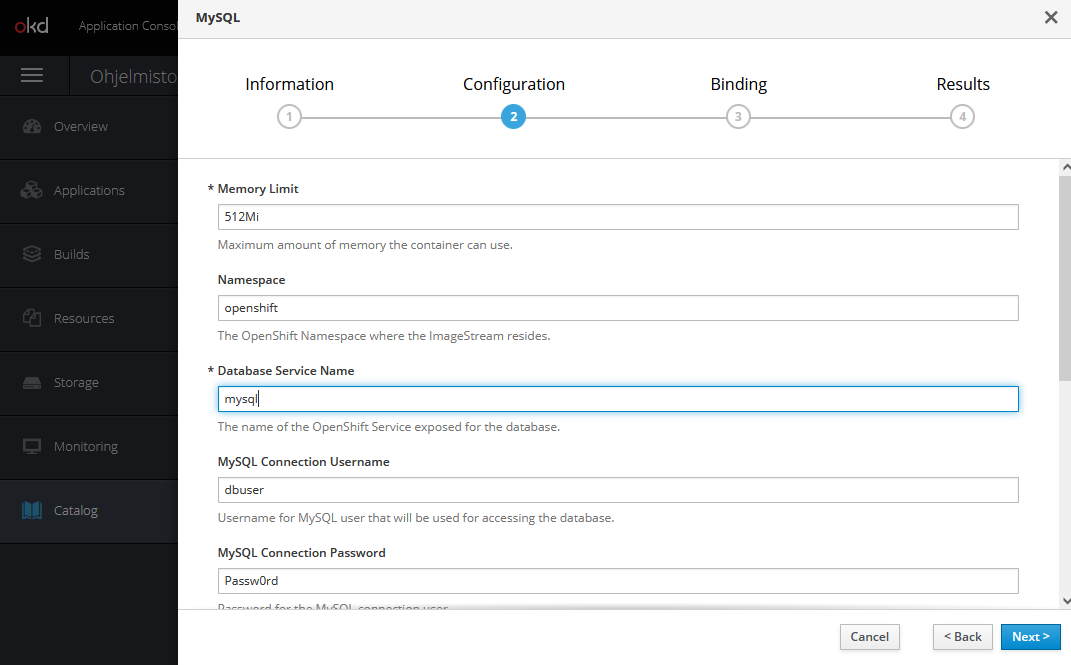 okd
Application Consol
MySQL
Ohjelmisto
Overview
Applications
Builds
Resources
Storage
Monitoring
Catalog
Information
Configuration
Binding
Results
1
2
3
4
* Memory Limit
512Mi
Maximum amount of memory the container can use.
Namespace
openshift
The OpenShift Namespace where the ImageStream resides.
* Database Service Name
mysql
The name of the OpenShift Service exposed for the database.
MySQL Connection Username
dbuser
Username for MySQL user that will be used for accessing the database.
MySQL Connection Password
Passw0rd
Password for the MySQL connection user.
Cancel
< Back
Next >